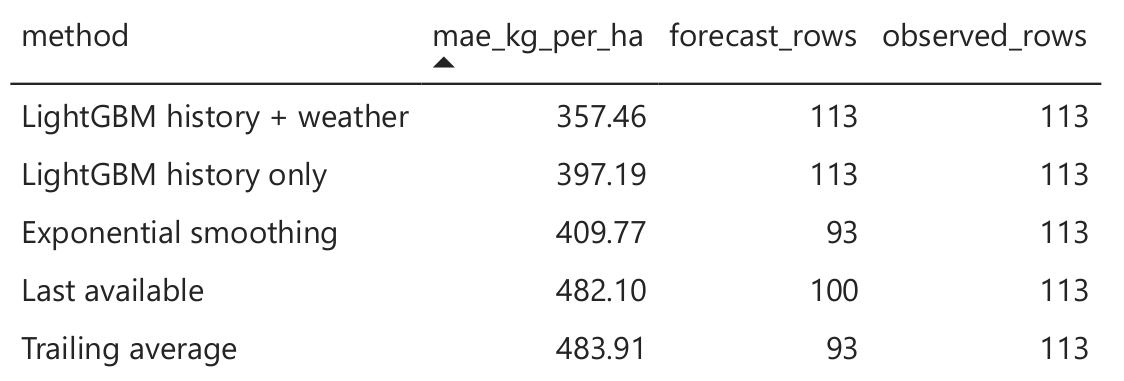 method mae_kg_per_ha forecast_rows observed_rows
LightGBM history + weather 357.46 113 113
LightGBM history only 397.19 113 113
Exponential smoothing 409.77 93 113
Last available 482.10 100 113
Trailing average 483.91 93 113